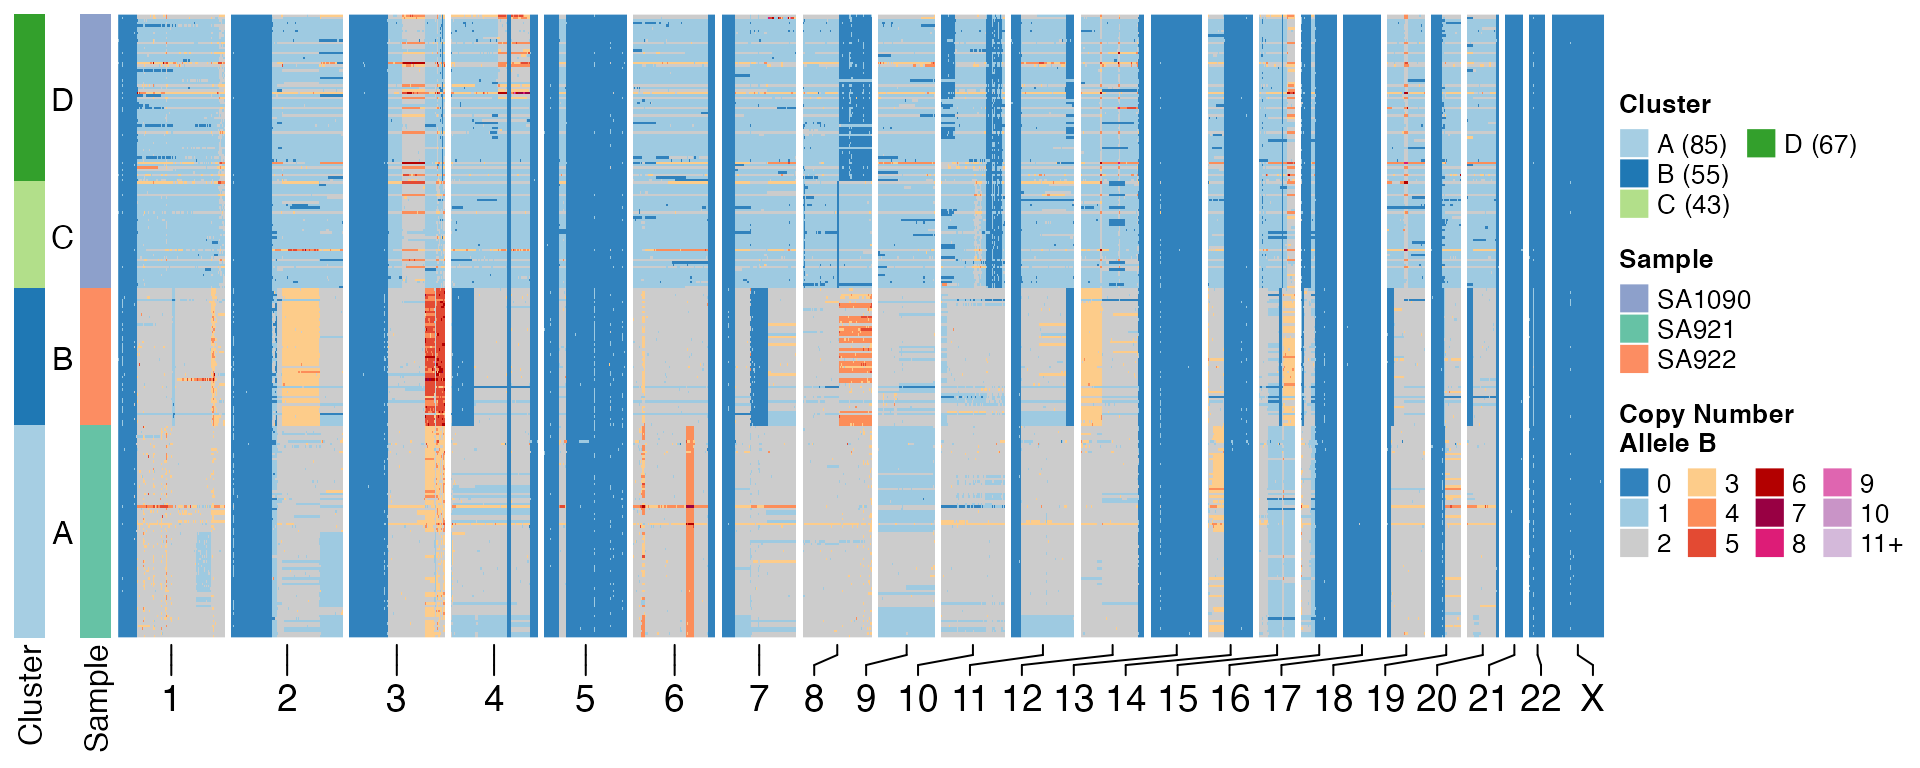 D
C
B
A
Cluster
Sample
1 2 3 4 5 6 7 8 9 10 11 12 13 14 15 16 17 18 19 20 21 22 X
Cluster
A (85) D (67)
B (55)
C (43)
Sample
SA1090
SA921
SA922
Copy Number
Allele B
0 3 6 9
1 4 7 10
2 5 8 11+